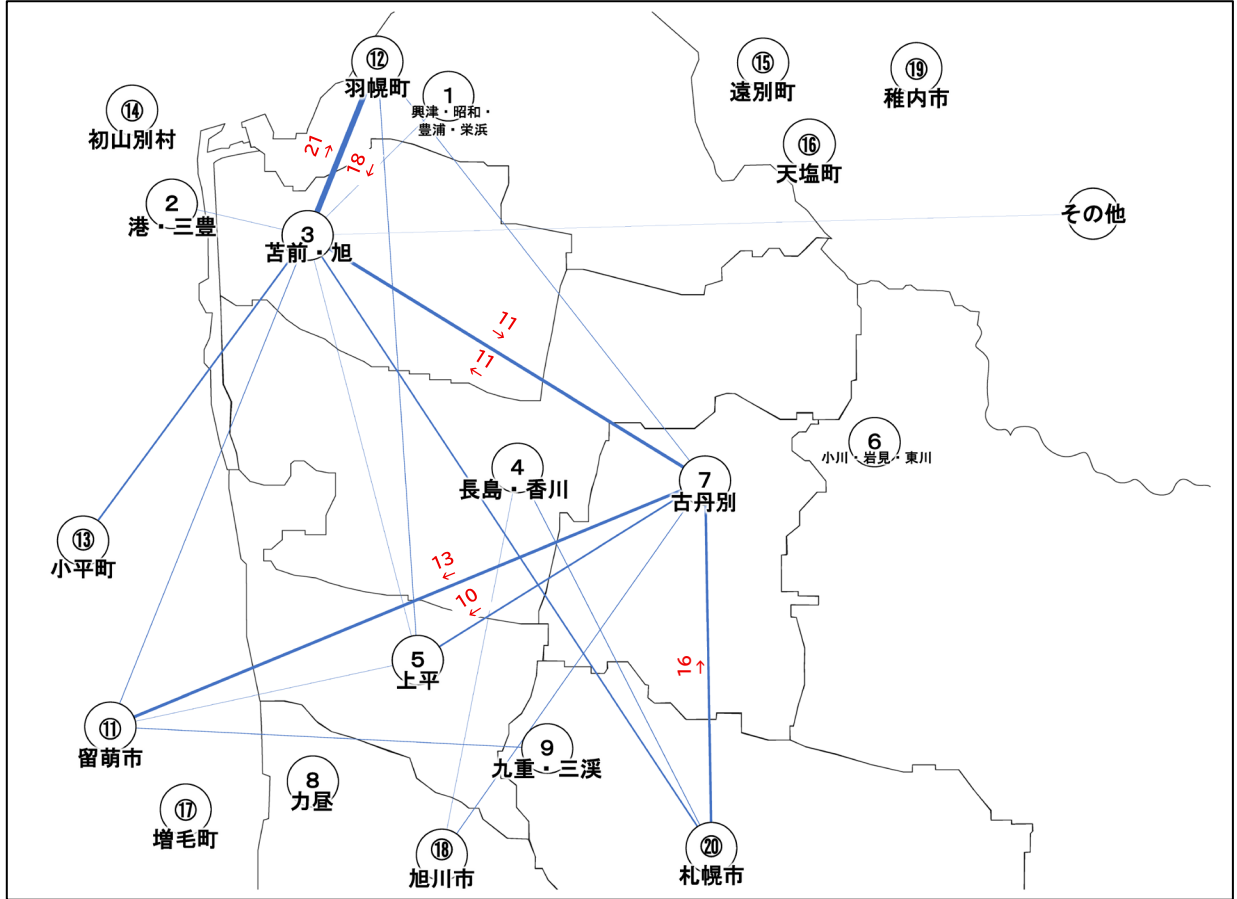 ⑫
羽幌町
1
興津・昭和・
豊浦・栄浜
⑮
遠別町
⑲
稚内市
⑭
初山別村
⑯
天塩町
21
↑
18
↓
2
港・三豊
3
苫前・旭
その他
11
→
11
←
6
小川・岩見・東川
4
長島・香川
7
古丹別
⑬
小平町
13
←
10
←
5
上平
16
↑
⑪
留萌市
9
九重・三渓
8
力昼
⑰
増毛町
⑱
旭川市
⑳
札幌市